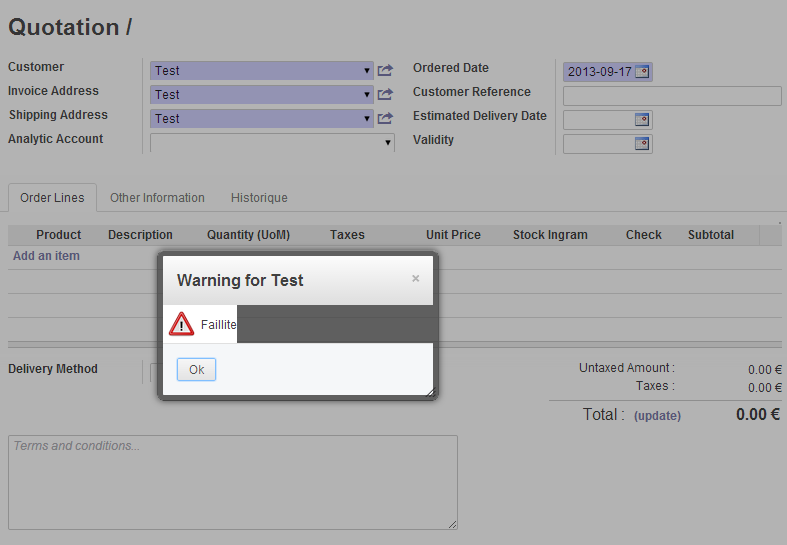 Quotation /
Customer
Test
Ordered Date
2013-09-17
Invoice Address
Test
Customer Reference
Shipping Address
Test
Estimated Delivery Date
Analytic Account
Validity
Order Lines
Other Information
Historique
Product
Description
Quantity (UoM)
Taxes
Unit Price
Stock Ingram
Check
Subtotal
Add an item
Warning for Test
×
Faillite
Ok
Delivery Method
Untaxed Amount :
0.00 €
Taxes :
0.00 €
Total :
(update)
0.00 €
Terms and conditions...